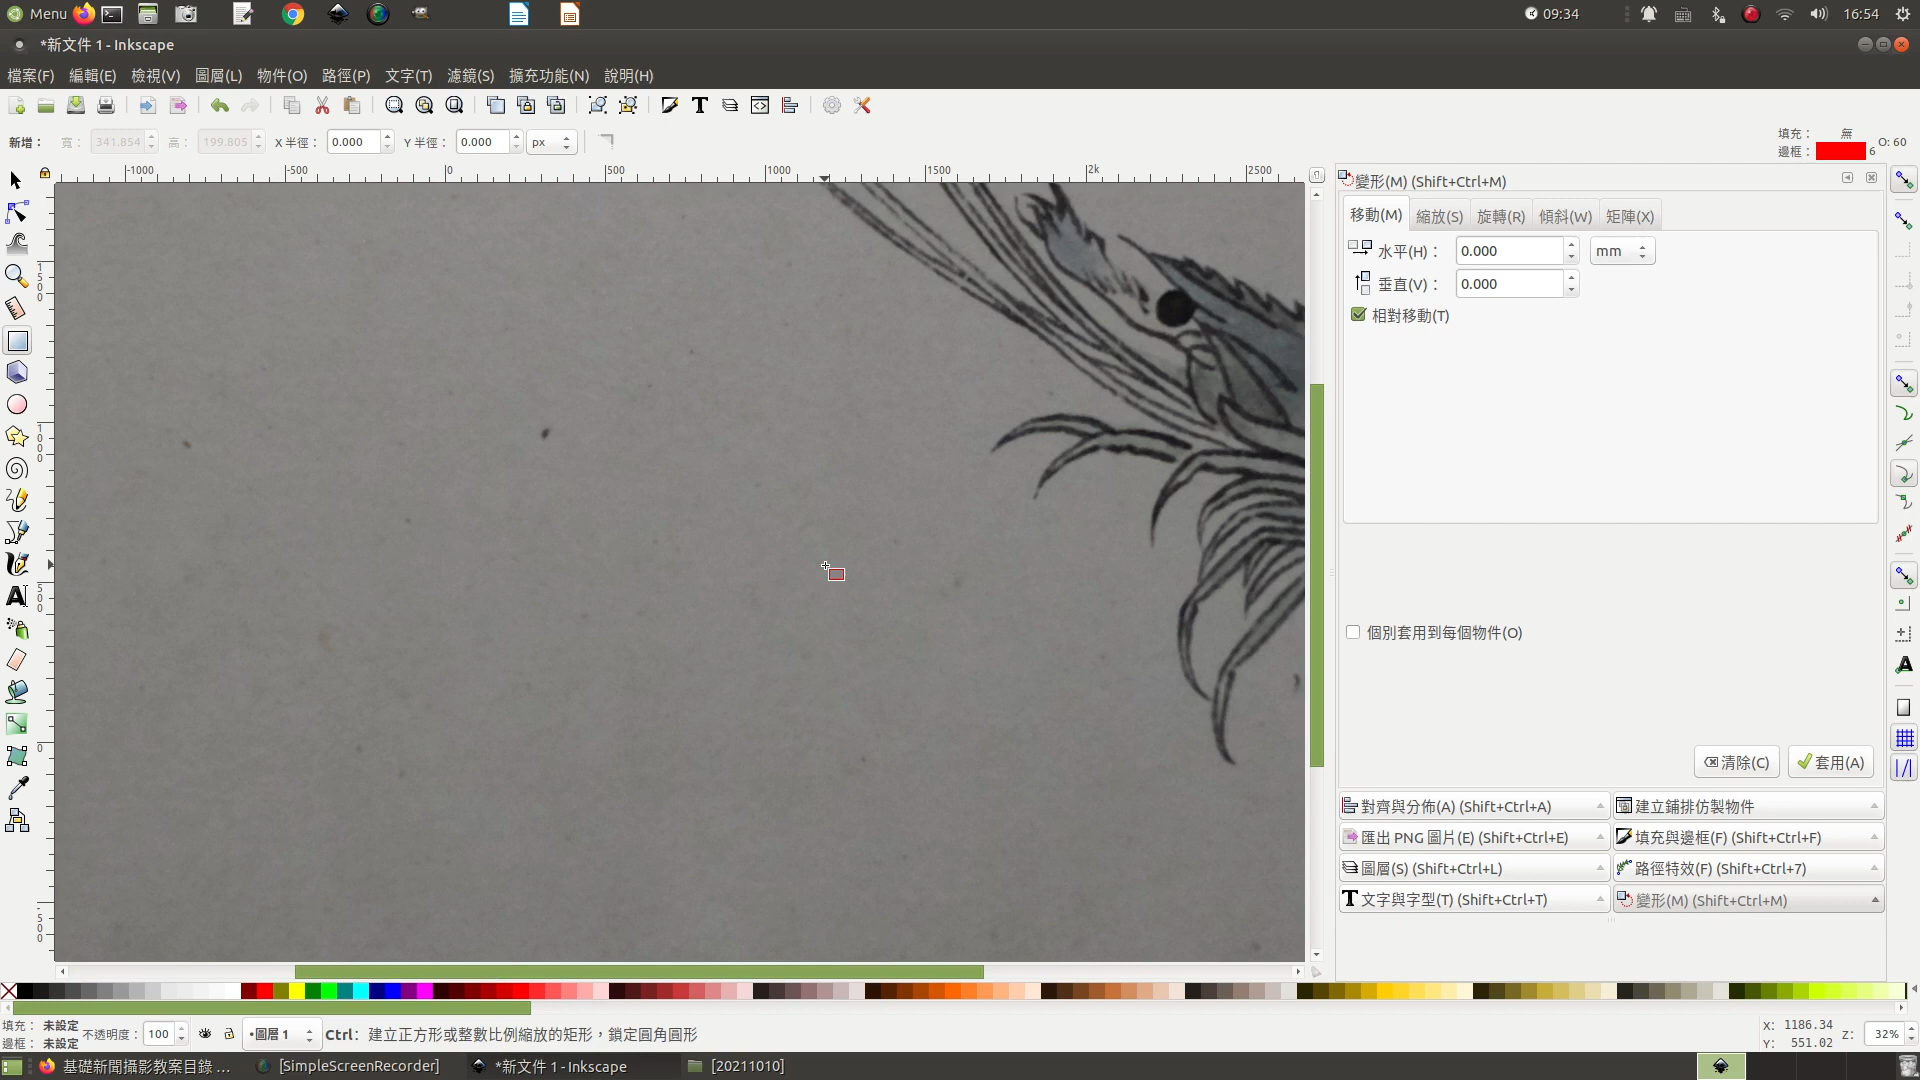 Menu
09:34
16:54
*新文件 1 - Inkscape
檔案(F) 編輯(E) 檢視(V) 圖層(L) 物件(O) 路徑(P) 文字(T) 濾鏡(S) 擴充功能(N) 說明(H)
新增： 寬： 341.854 高： 199.805 X 半徑： 0.000 Y 半徑： 0.000 px
填充： 無
邊框： 6 O: 60
-1000 -500 0 500 1000 1500 2k 2500
1500
1000
500
0
-500
變形(M) (Shift+Ctrl+M)
移動(M) 縮放(S) 旋轉(R) 傾斜(W) 矩陣(X)
水平(H)： 0.000 mm
垂直(V)： 0.000
相對移動(T)
個別套用到每個物件(O)
清除(C) 套用(A)
對齊與分佈(A) (Shift+Ctrl+A) 建立鋪排仿製物件
匯出 PNG 圖片(E) (Shift+Ctrl+E) 填充與邊框(F) (Shift+Ctrl+F)
圖層(S) (Shift+Ctrl+L) 路徑特效(F) (Shift+Ctrl+7)
文字與字型(T) (Shift+Ctrl+T) 變形(M) (Shift+Ctrl+M)
填充： 未設定
邊框： 未設定
不透明度： 100 •圖層 1 Ctrl：建立正方形或整數比例縮放的矩形，鎖定圓角圓形
X: 1186.34
Y: 551.02
Z: 32%
基礎新聞攝影教案目錄 ... [SimpleScreenRecorder] *新文件 1 - Inkscape [20211010]